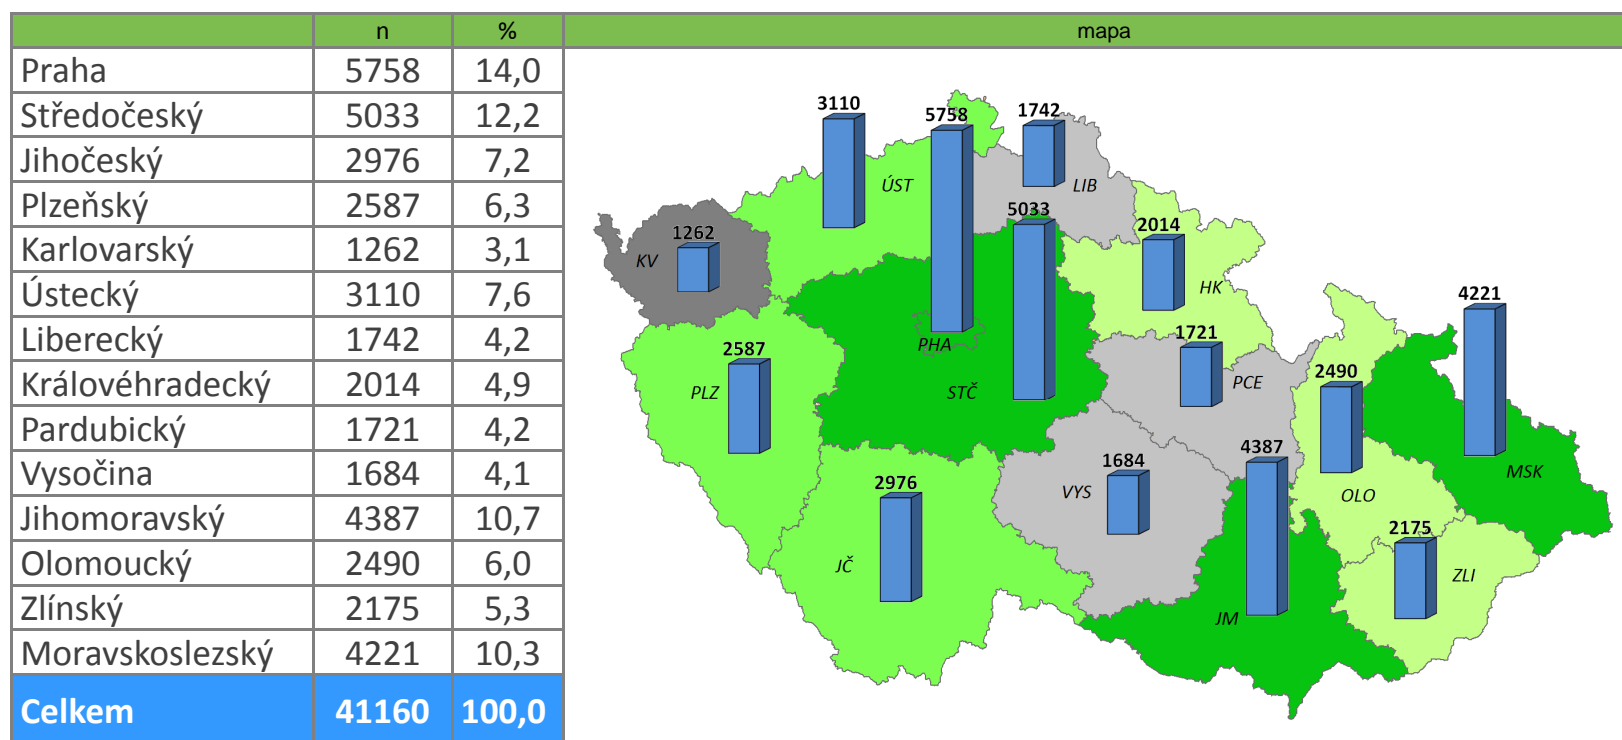 n % mapa
Praha 5758 14,0
Středočeský 5033 12,2
Jihočeský 2976 7,2
Plzeňský 2587 6,3
Karlovarský 1262 3,1
Ústecký 3110 7,6
Liberecký 1742 4,2
Královéhradecký 2014 4,9
Pardubický 1721 4,2
Vysočina 1684 4,1
Jihomoravský 4387 10,7
Olomoucký 2490 6,0
Zlínský 2175 5,3
Moravskoslezský 4221 10,3
Celkem 41160 100,0
3110 5758 1742
ÚST LIB
5033 2014
1262
KV HK
4221
PHA 1721
2587 2490
PLZ STČ PCE
4387
2976 1684 MSK
VYS OLO
2175
JČ ZLI
JM